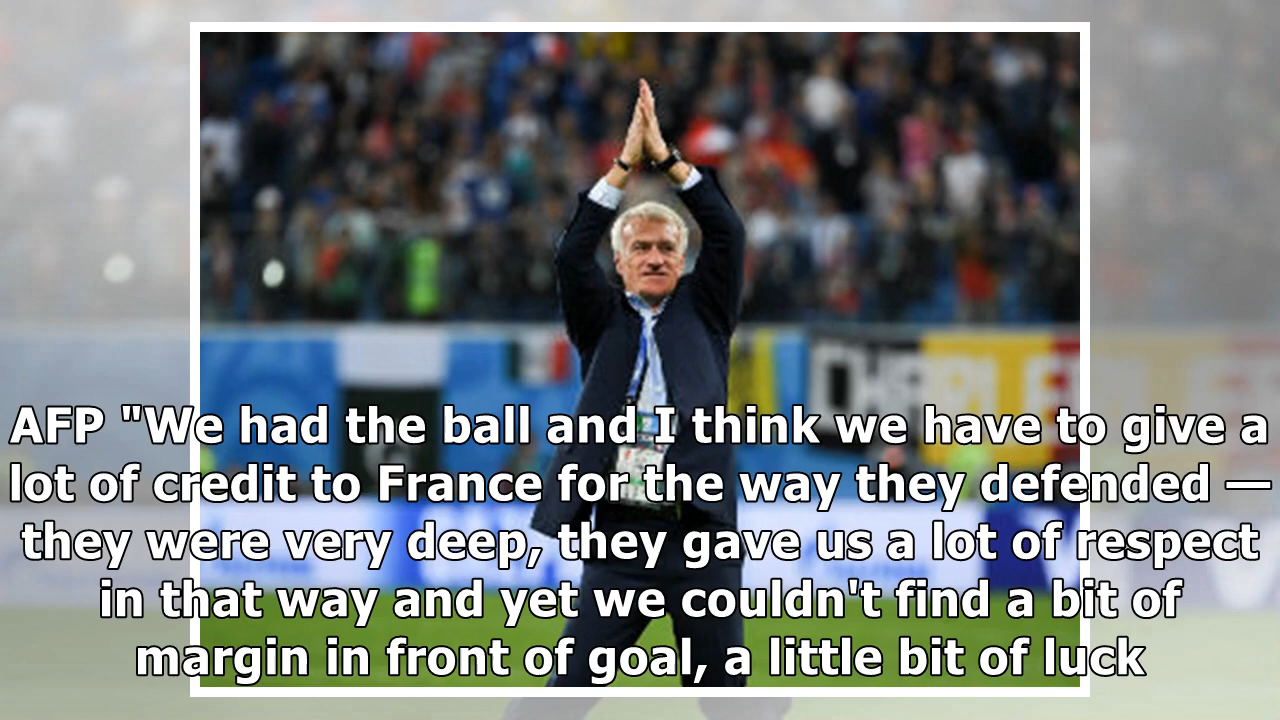 CHARLE
AFP "We had the ball and I think we have to give a
lot of credit to France for the way they defended —
they were very deep, they gave us a lot of respect
in that way and yet we couldn't find a bit of
margin in front of goal, a little bit of luck